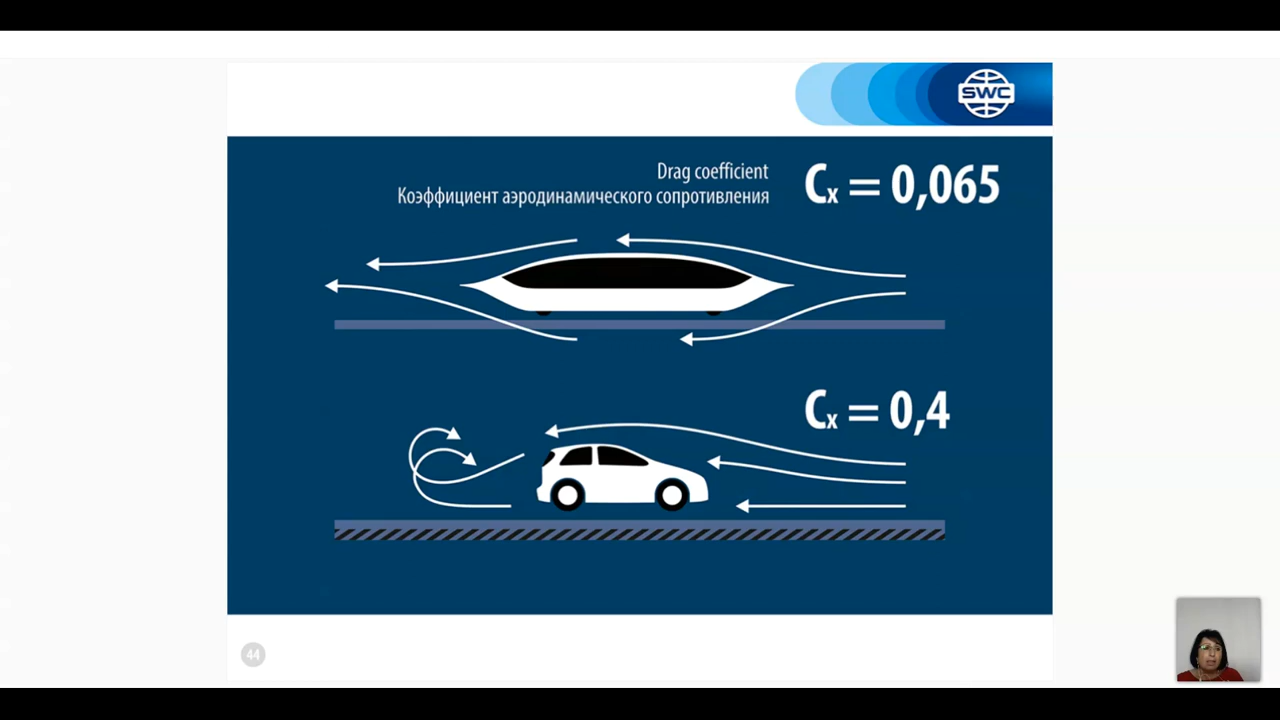 SWC
Drag coefficient
Коэффициент аэродинамического сопротивления
Cx = 0,065
Cx = 0,4
44